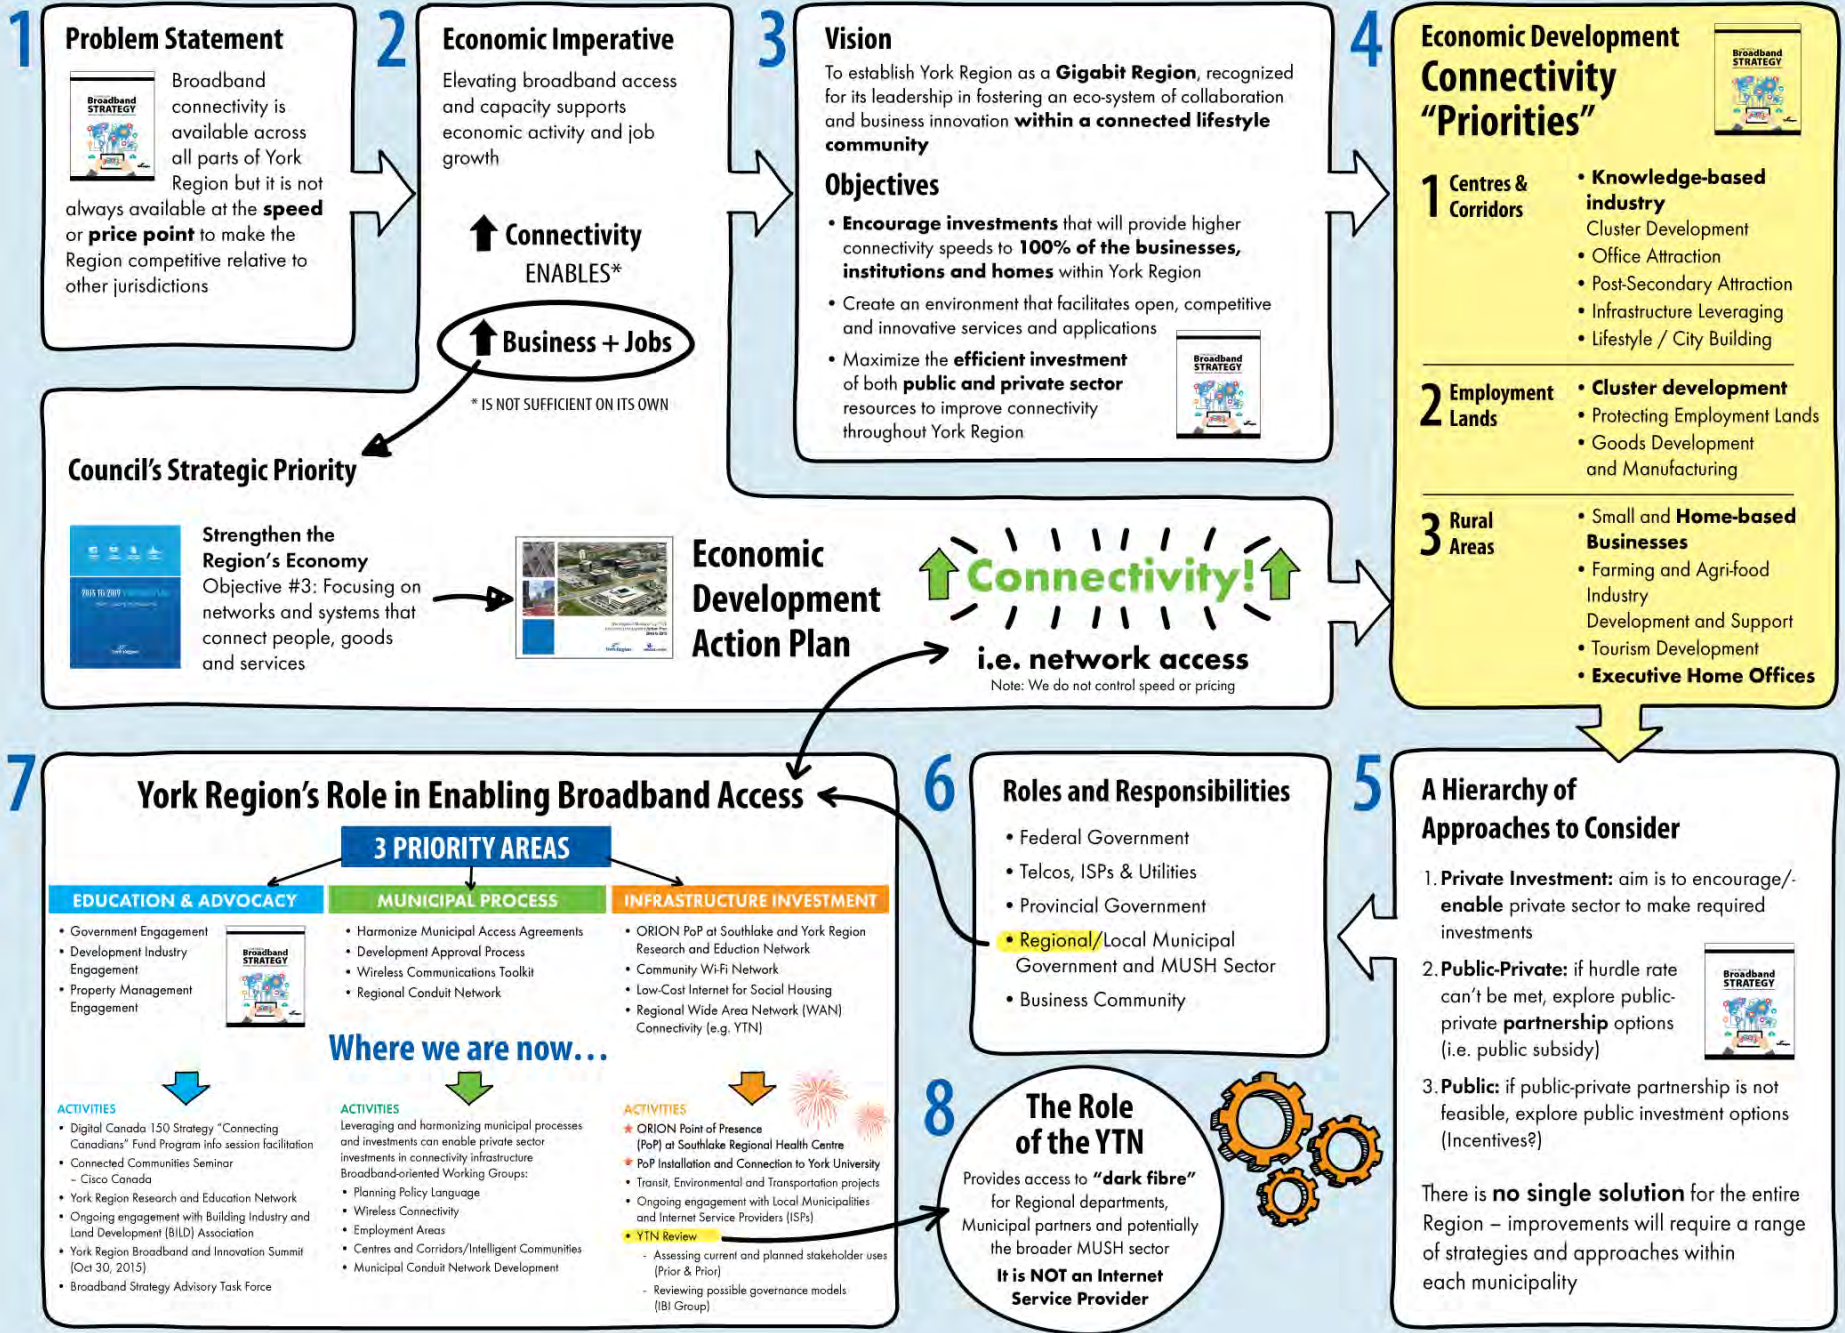 1
Problem Statement
Broadband
STRATEGY
Broadband
connectivity is
available across
all parts of York
Region but it is not
always available at the speed
or price point to make the
Region competitive relative to
other jurisdictions
2
Economic Imperative
Elevating broadband access
and capacity supports
economic activity and job
growth
Connectivity
ENABLES*
Business + Jobs
* IS NOT SUFFICIENT ON ITS OWN
Council's Strategic Priority
2015 TO 2019
Strengthen the
Region's Economy
Objective #3: Focusing on
networks and systems that
connect people, goods
and services
Economic
Development
Action Plan
Connectivity!
i.e. network access
Note: We do not control speed or pricing
3
Vision
To establish York Region as a Gigabit Region, recognized
for its leadership in fostering an eco-system of collaboration
and business innovation within a connected lifestyle
community
Objectives
• Encourage investments that will provide higher
connectivity speeds to 100% of the businesses,
institutions and homes within York Region
• Create an environment that facilitates open, competitive
and innovative services and applications
• Maximize the efficient investment
of both public and private sector
resources to improve connectivity
throughout York Region
Broadband
STRATEGY
4
Economic Development
Connectivity
"Priorities"
Broadband
STRATEGY
1 Centres &
Corridors
• Knowledge-based
industry
Cluster Development
• Office Attraction
• Post-Secondary Attraction
• Infrastructure Leveraging
• Lifestyle / City Building
2 Employment
Lands
• Cluster development
• Protecting Employment Lands
• Goods Development
and Manufacturing
3 Rural
Areas
• Small and Home-based
Businesses
• Farming and Agri-food
Industry
Development and Support
• Tourism Development
• Executive Home Offices
5
A Hierarchy of
Approaches to Consider
1. Private Investment: aim is to encourage/-
enable private sector to make required
investments
2. Public-Private: if hurdle rate
can't be met, explore public-
private partnership options
(i.e. public subsidy)
Broadband
STRATEGY
3. Public: if public-private partnership is not
feasible, explore public investment options
(Incentives?)
There is no single solution for the entire
Region – improvements will require a range
of strategies and approaches within
each municipality
6
Roles and Responsibilities
• Federal Government
• Telcos, ISPs & Utilities
• Provincial Government
• Regional/Local Municipal
Government and MUSH Sector
• Business Community
7
York Region's Role in Enabling Broadband Access
3 PRIORITY AREAS
EDUCATION & ADVOCACY
• Government Engagement
• Development Industry
Engagement
• Property Management
Engagement
Broadband
STRATEGY
MUNICIPAL PROCESS
• Harmonize Municipal Access Agreements
• Development Approval Process
• Wireless Communications Toolkit
• Regional Conduit Network
INFRASTRUCTURE INVESTMENT
• ORION PoP at Southlake and York Region
Research and Eduction Network
• Community Wi-Fi Network
• Low-Cost Internet for Social Housing
• Regional Wide Area Network (WAN)
Connectivity (e.g. YTN)
Where we are now...
ACTIVITIES
• Digital Canada 150 Strategy "Connecting
Canadians" Fund Program info session facilitation
• Connected Communities Seminar
– Cisco Canada
• York Region Research and Education Network
• Ongoing engagement with Building Industry and
Land Development (BILD) Association
• York Region Broadband and Innovation Summit
(Oct 30, 2015)
• Broadband Strategy Advisory Task Force
ACTIVITIES
Leveraging and harmonizing municipal processes
and investments can enable private sector
investments in connectivity infrastructure
Broadband-oriented Working Groups:
• Planning Policy Language
• Wireless Connectivity
• Employment Areas
• Centres and Corridors/Intelligent Communities
• Municipal Conduit Network Development
ACTIVITIES
★ ORION Point of Presence
(PoP) at Southlake Regional Health Centre
★ PoP Installation and Connection to York University
• Transit, Environmental and Transportation projects
• Ongoing engagement with Local Municipalities
and Internet Service Providers (ISPs)
• YTN Review
- Assessing current and planned stakeholder uses
(Prior & Prior)
- Reviewing possible governance models
(IBI Group)
8
The Role
of the YTN
Provides access to "dark fibre"
for Regional departments,
Municipal partners and potentially
the broader MUSH sector
It is NOT an Internet
Service Provider